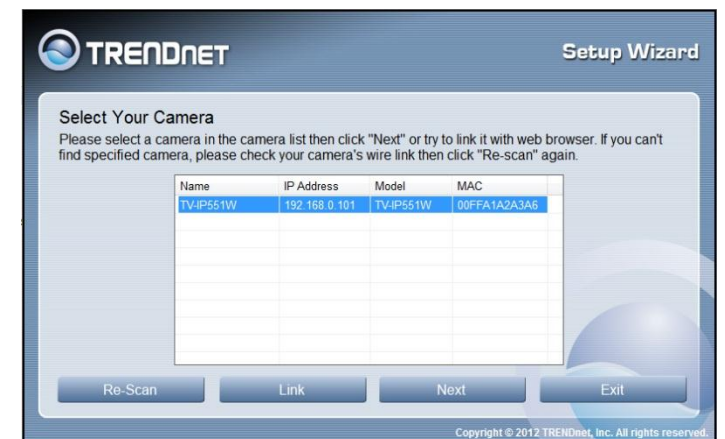 TRENDnet
Setup Wizard
Select Your Camera
Please select a camera in the camera list then click "Next" or try to link it with web browser. If you can't
find specified camera, please check your camera's wire link then click "Re-scan" again.
Name IP Address Model MAC
TV-IP551W 192.168.0.101 TV-IP551W 00FFA1A2A3A6
Re-Scan Link Next Exit
Copyright © 2012 TRENDnet, Inc. All rights reserved.